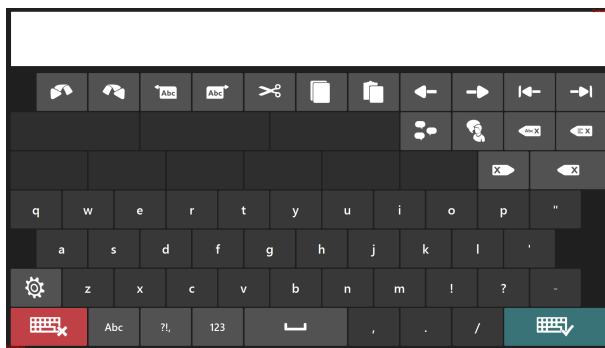 Abc Abc
Abc X X
X X
q w e r t y u i o p "
a s d f g h j k l '
z x c v b n m ! ? -
Abc ?!, 123 , . /